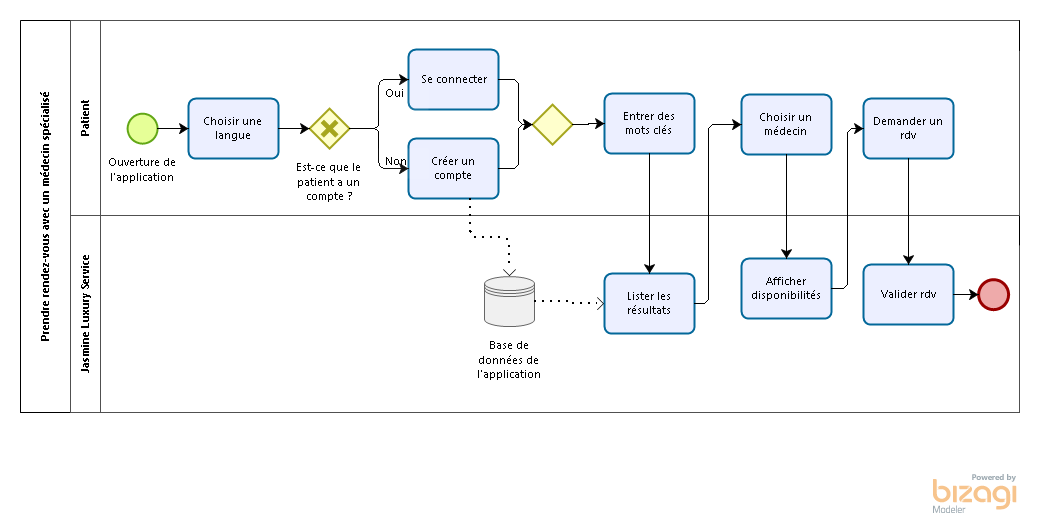 Prendre rendez-vous avec un médecin spécialisé
Patient
Ouverture de
l'application
Choisir une
langue
Est-ce que le
patient a un
compte ?
Oui
Non
Se connecter
Créer un
compte
Entrer des
mots clés
Choisir un
médecin
Demander un
rdv
Jasmine Luxury Service
Base de
données de
l'application
Lister les
résultats
Afficher
disponibilités
Valider rdv
Powered by
bizagi
Modeler